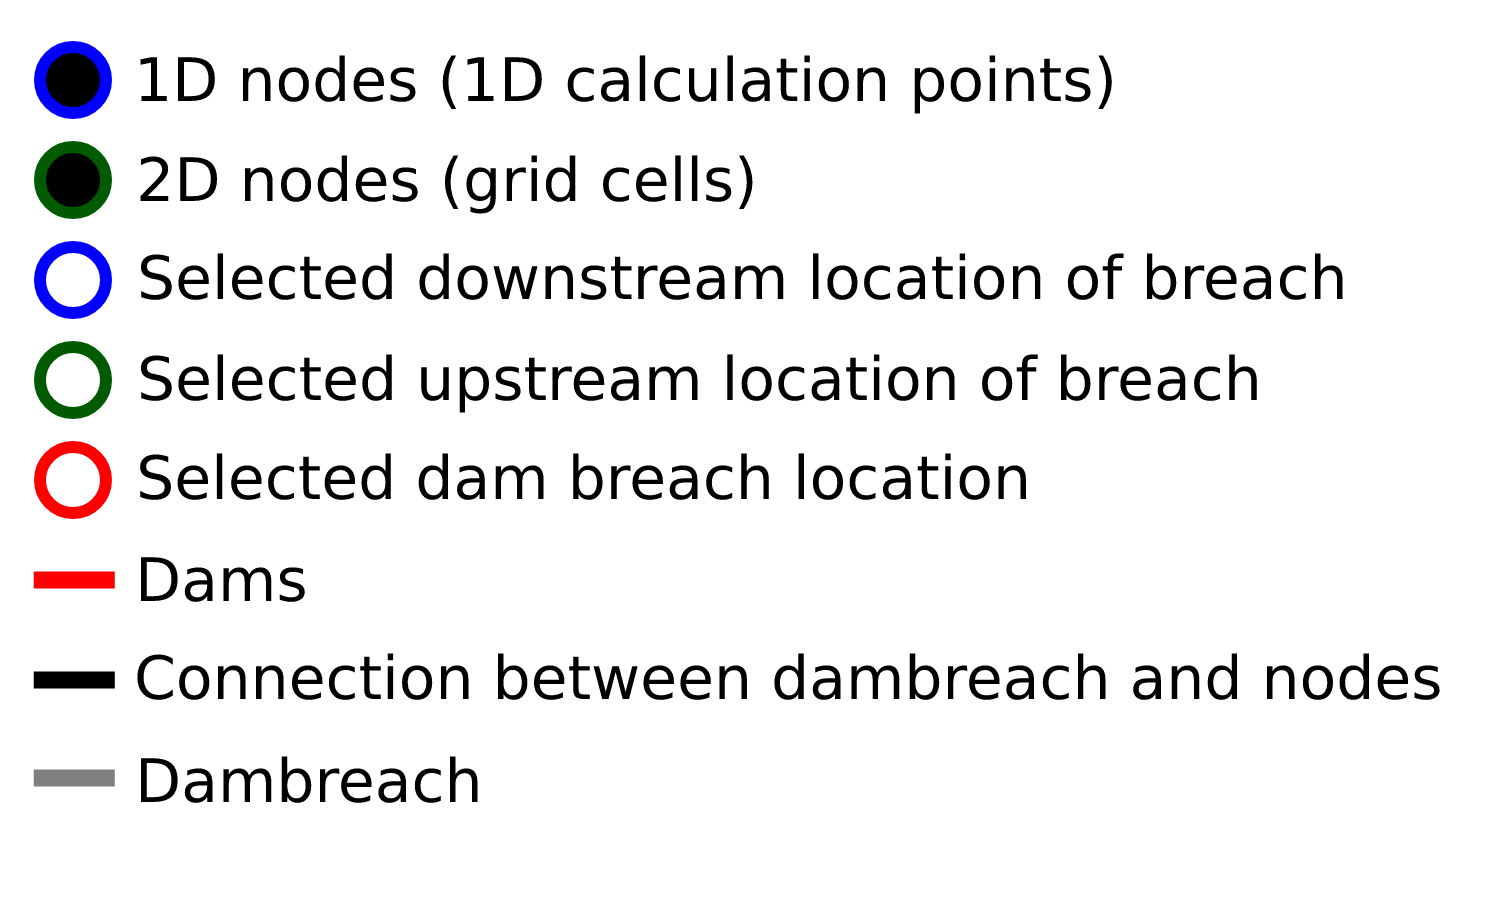 1D nodes (1D calculation points)
2D nodes (grid cells)
Selected downstream location of breach
Selected upstream location of breach
Selected dam breach location
Dams
Connection between dambreach and nodes
Dambreach